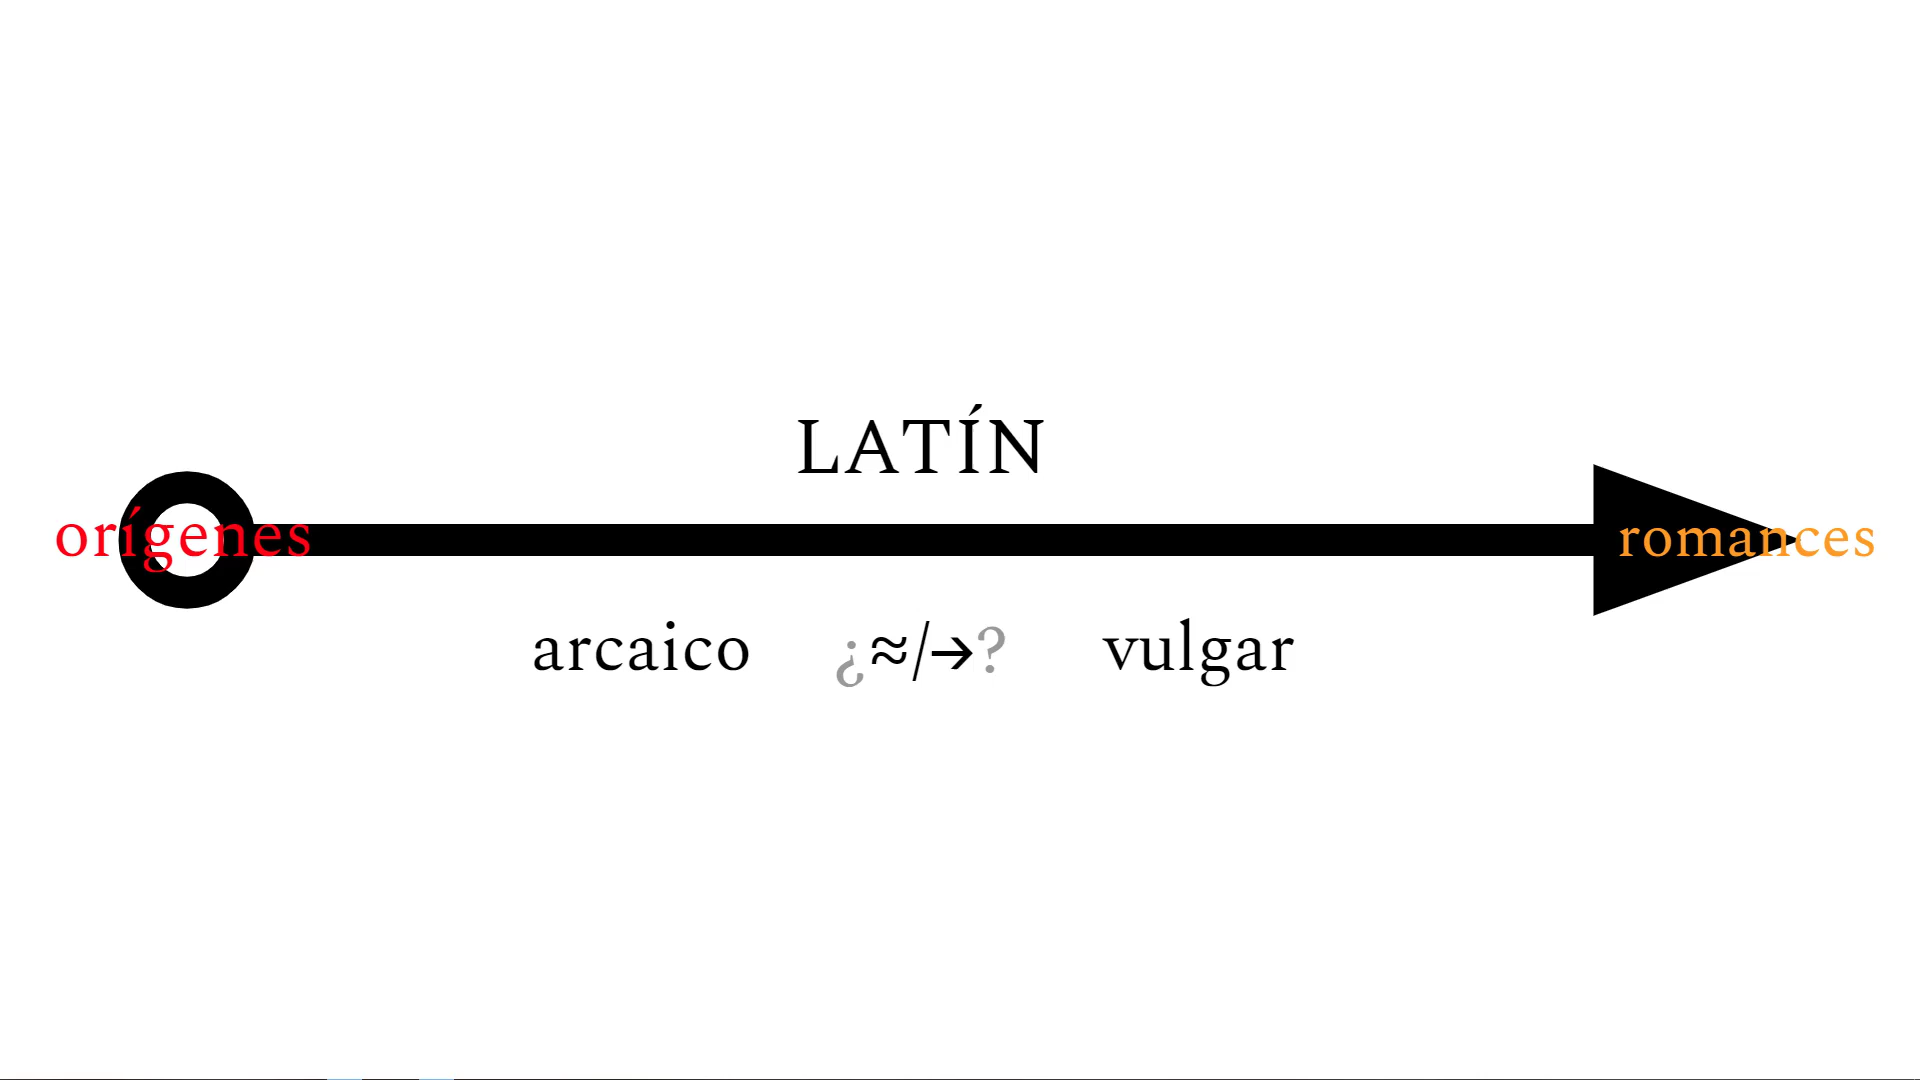 LATÍN
orígenes
romances
arcaico ¿≈/→? vulgar